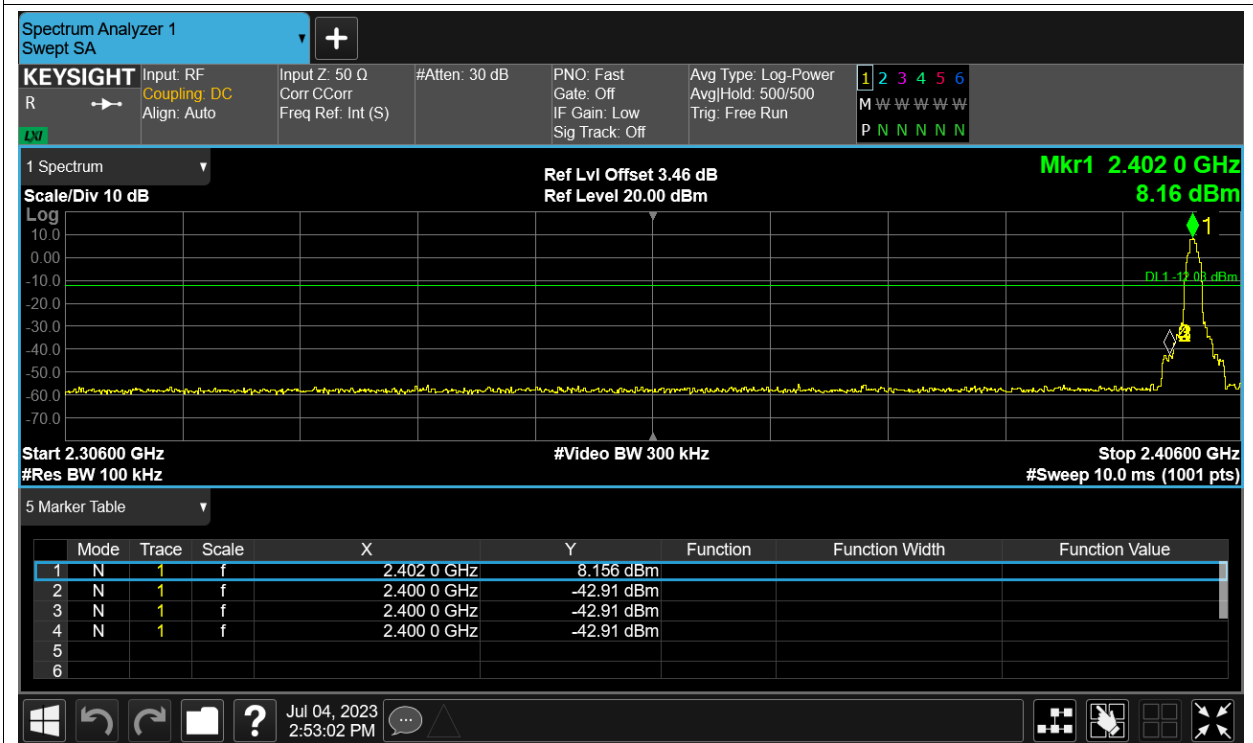 Spectrum Analyzer 1
Swept SA
KEYSIGHT
R
LXI
Input: RF
Coupling: DC
Align: Auto
Input Z: 50 Ω
Corr CCorr
Freq Ref: Int (S)
#Atten: 30 dB
PNO: Fast
Gate: Off
IF Gain: Low
Sig Track: Off
Avg Type: Log-Power
Avg|Hold: 500/500
Trig: Free Run
1 2 3 4 5 6
M W W W W W
P N N N N N
1 Spectrum
Scale/Div 10 dB
Ref Lvl Offset 3.46 dB
Ref Level 20.00 dBm
Mkr1 2.402 0 GHz
8.16 dBm
Log
10.0
0.00
-10.0
-20.0
-30.0
-40.0
-50.0
-60.0
-70.0
1
DL1 -12.03 dBm
Start 2.30600 GHz
#Res BW 100 kHz
#Video BW 300 kHz
Stop 2.40600 GHz
#Sweep 10.0 ms (1001 pts)
5 Marker Table
Mode Trace Scale X Y Function Function Width Function Value
1 N 1 f 2.402 0 GHz 8.156 dBm
2 N 1 f 2.400 0 GHz -42.91 dBm
3 N 1 f 2.400 0 GHz -42.91 dBm
4 N 1 f 2.400 0 GHz -42.91 dBm
5
6
?
Jul 04, 2023
2:53:02 PM